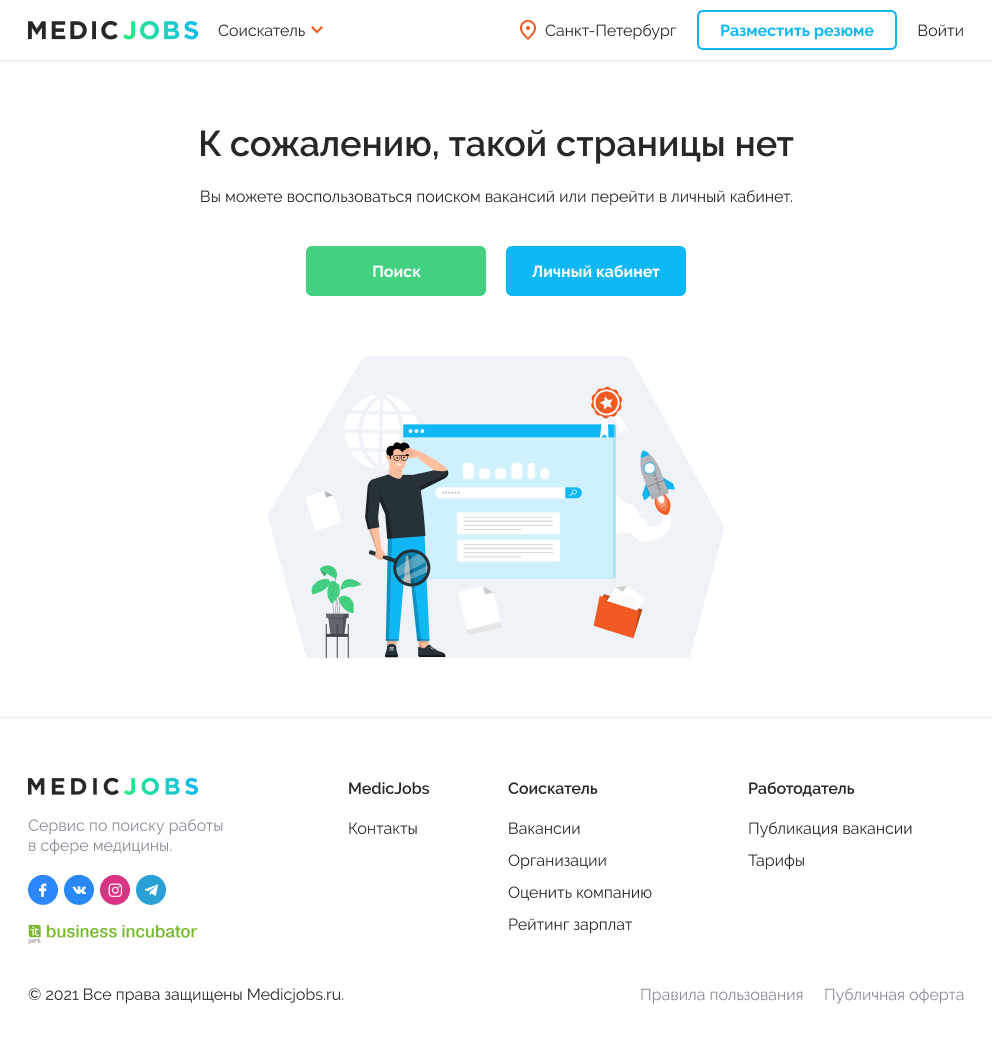 MEDICJOBS Соискатель Санкт-Петербург Разместить резюме Войти
К сожалению, такой страницы нет
Вы можете воспользоваться поиском вакансий или перейти в личный кабинет.
Поиск Личный кабинет
MEDICJOBS
Сервис по поиску работы
в сфере медицины.
it park business incubator
MedicJobs
Контакты
Соискатель
Вакансии
Организации
Оценить компанию
Рейтинг зарплат
Работодатель
Публикация вакансии
Тарифы
© 2021 Все права защищены Medicjobs.ru.
Правила пользования Публичная оферта